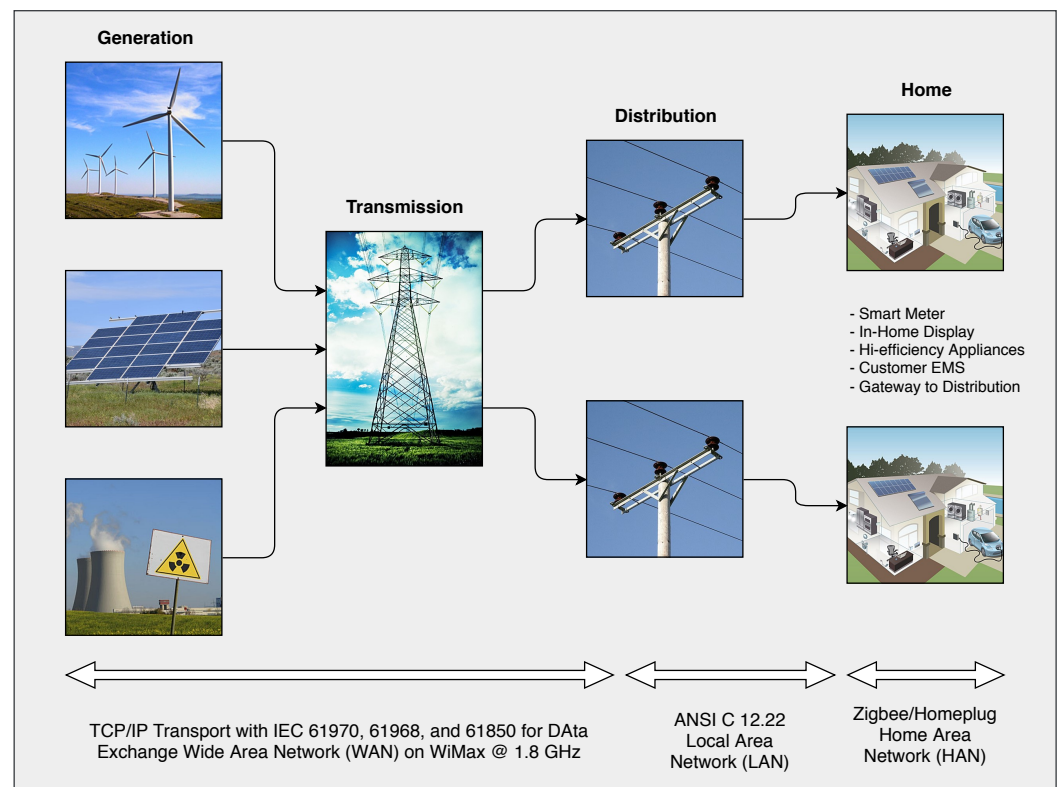 Generation
Transmission
Distribution
Home
- Smart Meter
- In-Home Display
- Hi-efficiency Appliances
- Customer EMS
- Gateway to Distribution
TCP/IP Transport with IEC 61970, 61968, and 61850 for DAta
Exchange Wide Area Network (WAN) on WiMax @ 1.8 GHz
ANSI C 12.22
Local Area
Network (LAN)
Zigbee/Homeplug
Home Area
Network (HAN)